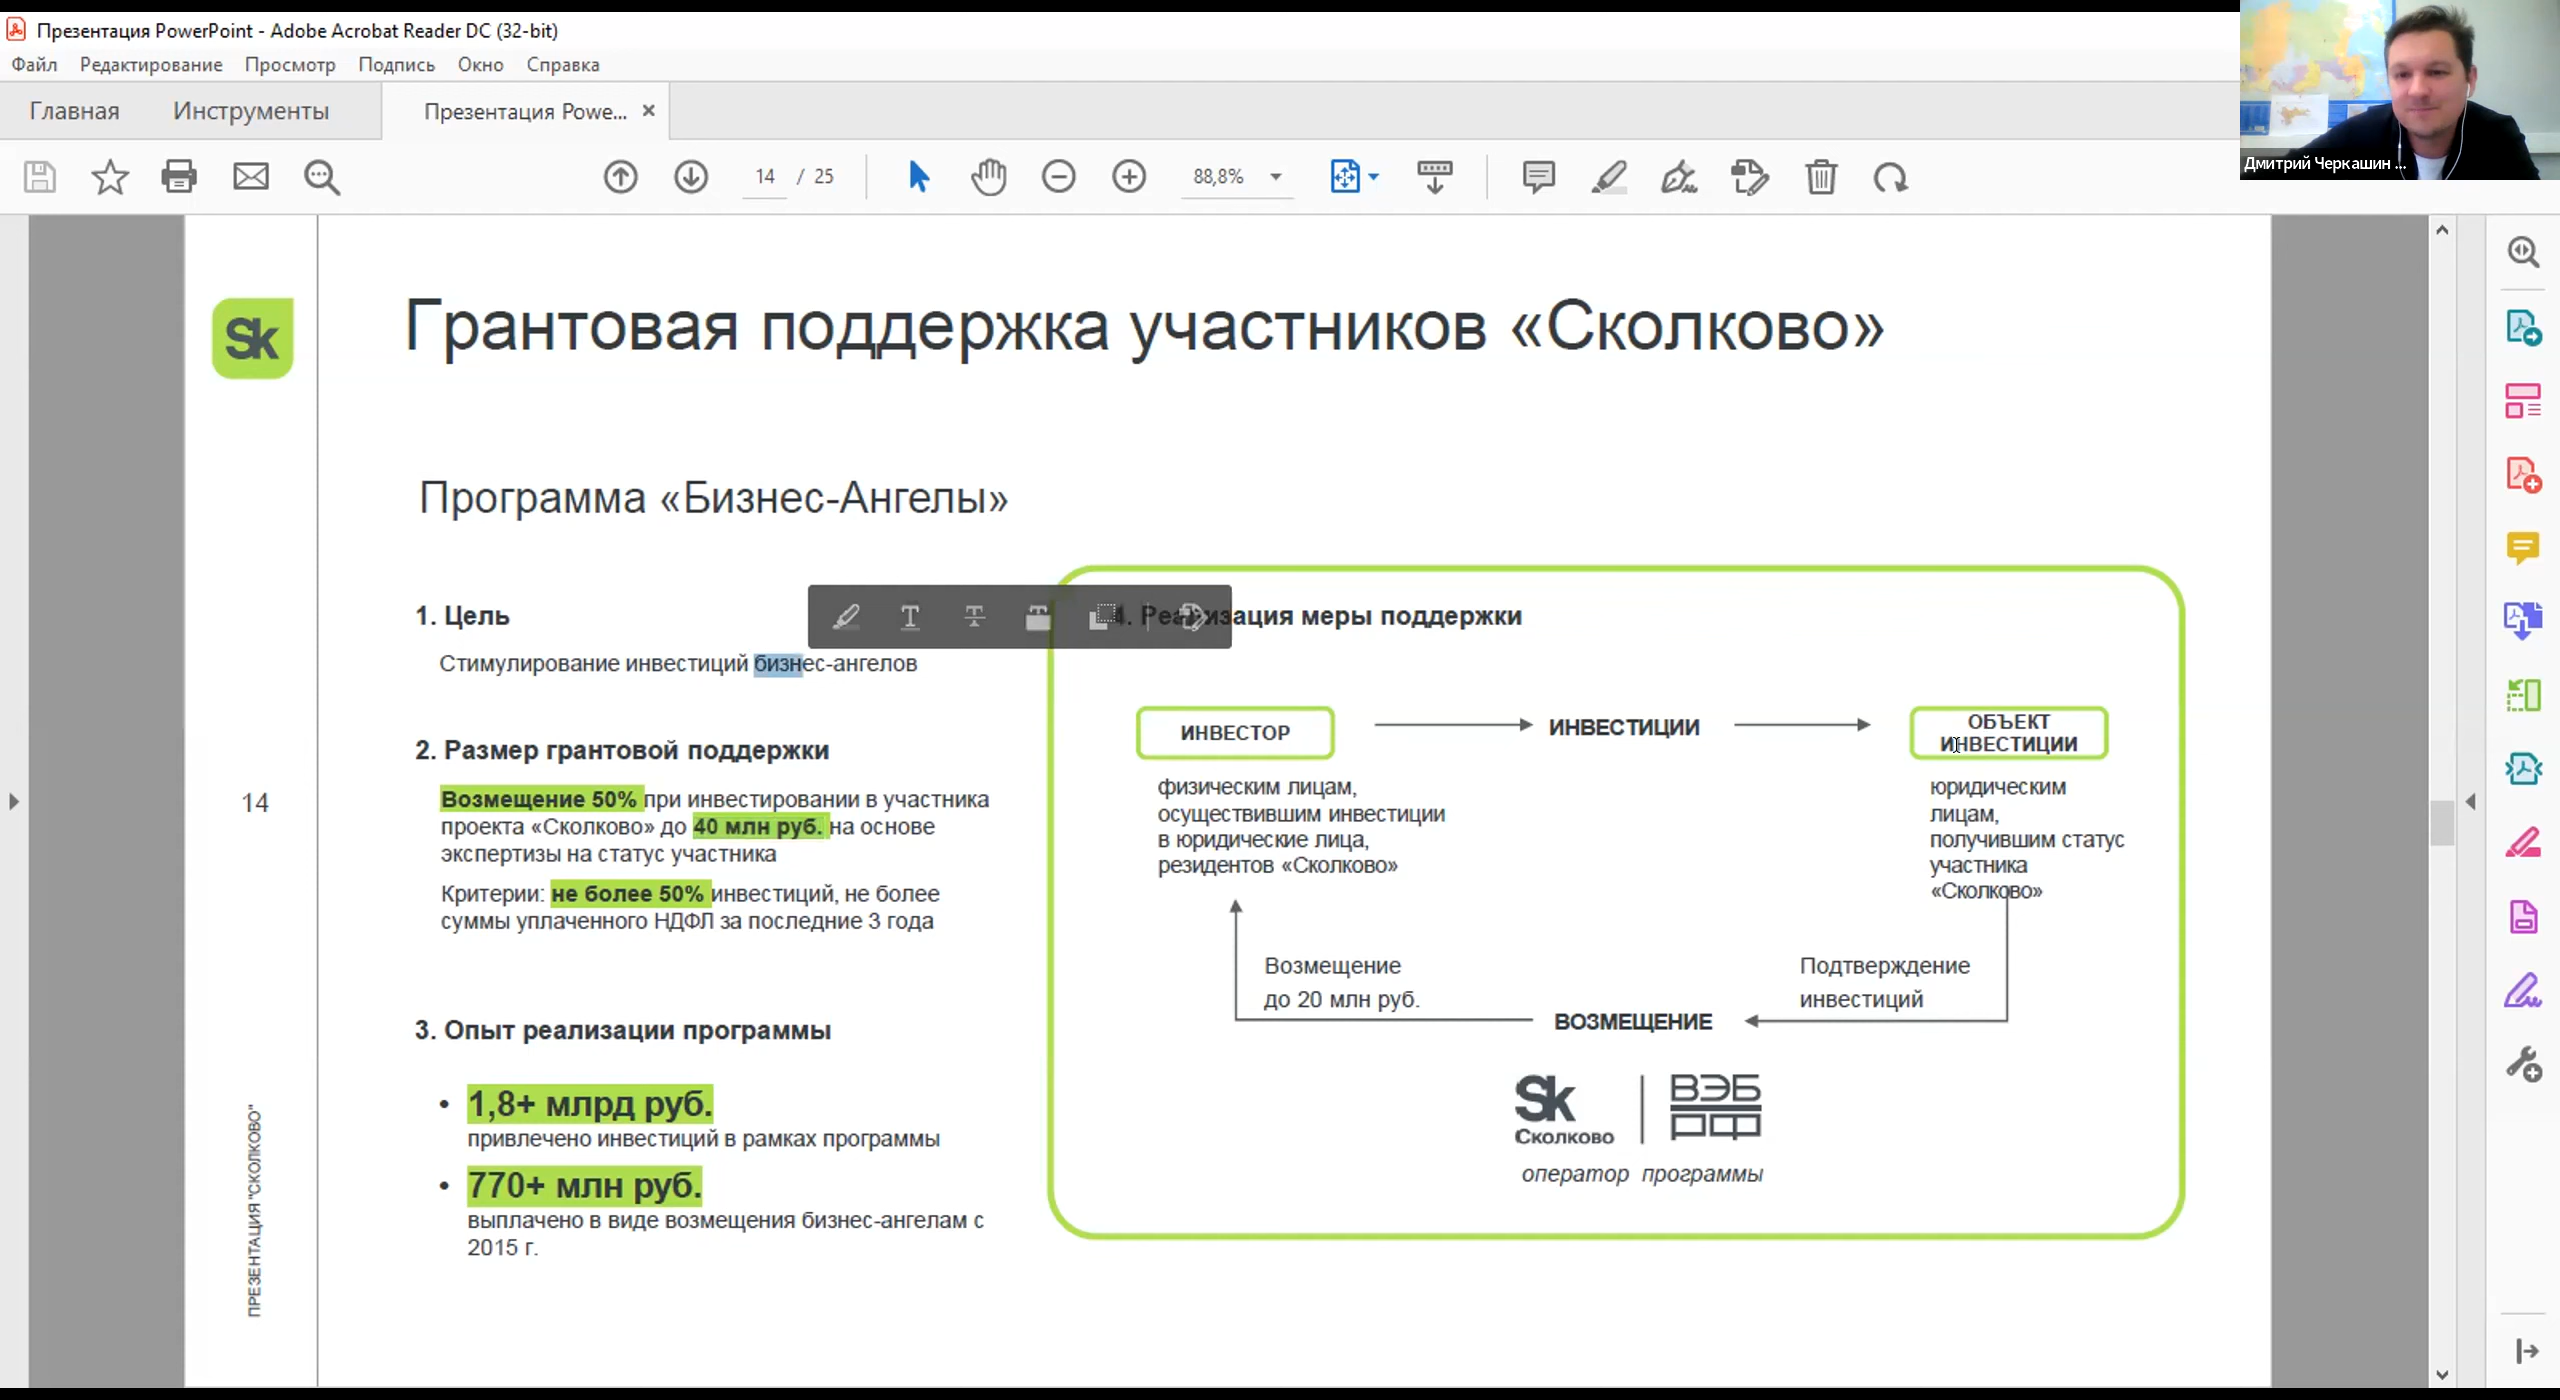 Презентация PowerPoint - Adobe Acrobat Reader DC (32-bit)
Файл Редактирование Просмотр Подпись Окно Справка
Главная Инструменты Презентация Powe...
14 / 25 88,8%
Дмитрий Черкашин ...
Sk
Грантовая поддержка участников «Сколково»
Программа «Бизнес-Ангелы»
1. Цель
Стимулирование инвестиций бизнес-ангелов
2. Размер грантовой поддержки
Возмещение 50% при инвестировании в участника
проекта «Сколково» до 40 млн руб. на основе
экспертизы на статус участника
Критерии: не более 50% инвестиций, не более
суммы уплаченного НДФЛ за последние 3 года
3. Опыт реализации программы
• 1,8+ млрд руб.
привлечено инвестиций в рамках программы
• 770+ млн руб.
выплачено в виде возмещения бизнес-ангелам с
2015 г.
4. Реализация меры поддержки
ИНВЕСТОР
ИНВЕСТИЦИИ
ОБЪЕКТ
ИНВЕСТИЦИИ
физическим лицам,
осуществившим инвестиции
в юридические лица,
резидентов «Сколково»
юридическим
лицам,
получившим статус
участника
«Сколково»
Возмещение
до 20 млн руб.
Подтверждение
инвестиций
ВОЗМЕЩЕНИЕ
Sk
Сколково
ВЭБ
РФ
оператор программы
14
ПРЕЗЕНТАЦИЯ "СКОЛКОВО"